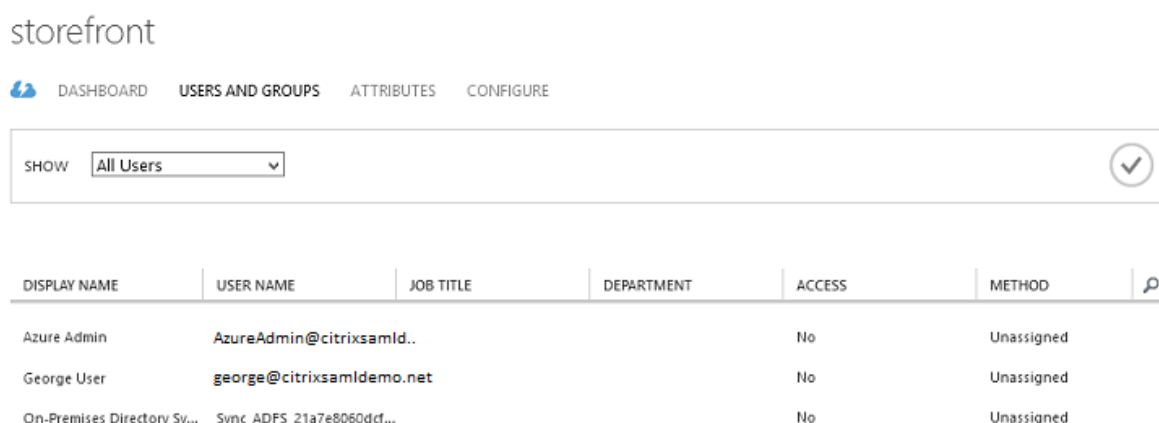 storefront
DASHBOARD USERS AND GROUPS ATTRIBUTES CONFIGURE
SHOW All Users
DISPLAY NAME USER NAME JOB TITLE DEPARTMENT ACCESS METHOD
Azure Admin AzureAdmin@citrixsamld.. No Unassigned
George User george@citrixsamldemo.net No Unassigned
On-Premises Directory Sy... Sync_ADFS_21a7e8060dcf... No Unassigned